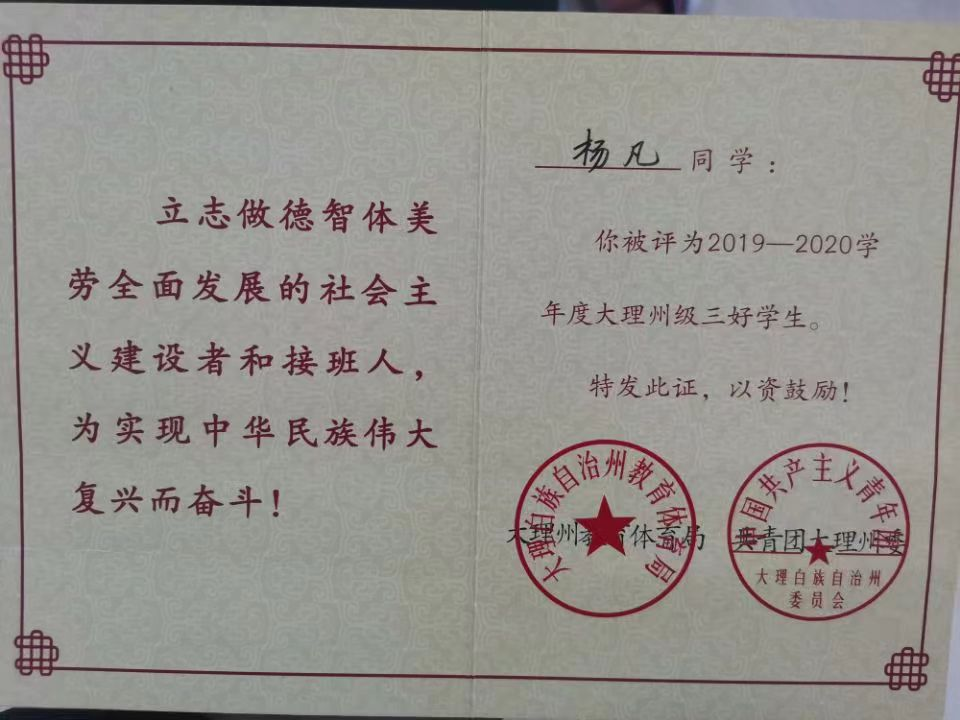 立志做德智体美
劳全面发展的社会主
义建设者和接班人，
为实现中华民族伟大
复兴而奋斗！
杨凡 同学：
你被评为2019—2020学
年度大理州级三好学生。
特发此证，以资鼓励！
大理州教育体育局
共青团大理州委
大理白族自治州教育体育局
中国共产主义青年团
大理白族自治州
委员会